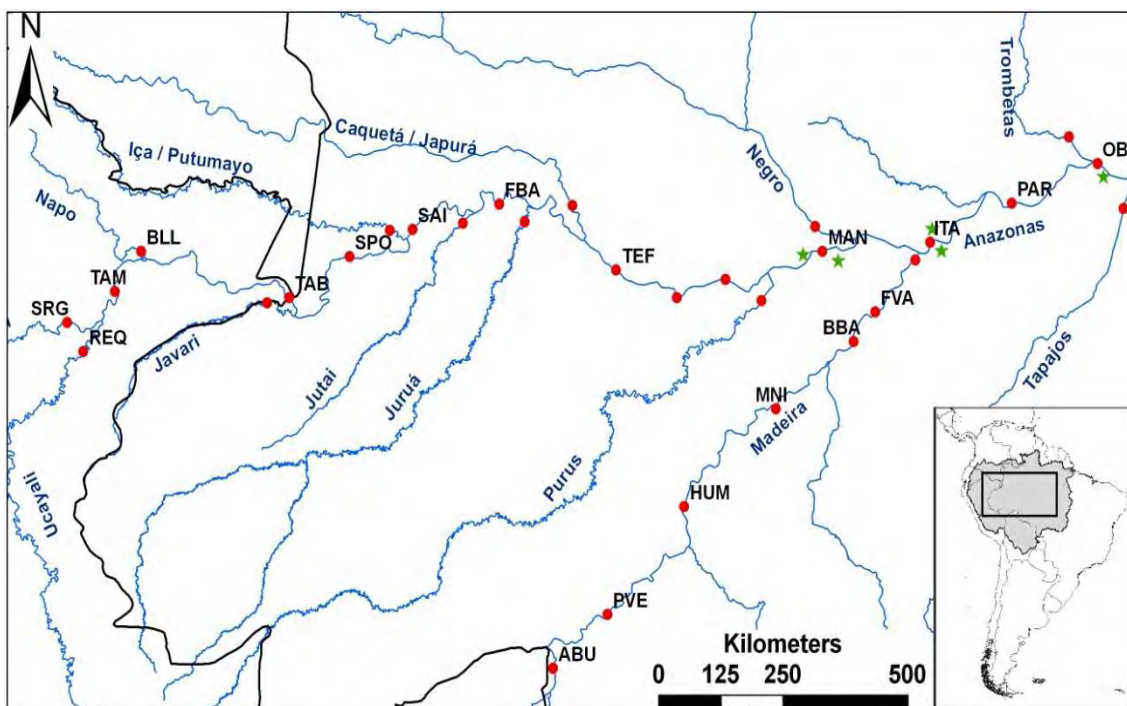 N
Trombetas
Caquetá / Japurá
OBI
Iça / Putumayo
Negro
FBA
PAR
Napo
SAI
ITA
Anazonas
BLL
SPO
MAN
TAM
TEF
TAB
SRG
FVA
REQ
BBA
Javari
Jutai
Juruá
Tapajos
MNI
Madeira
Purus
Ucayali
HUM
PVE
Kilometers
ABU
0 125 250 500